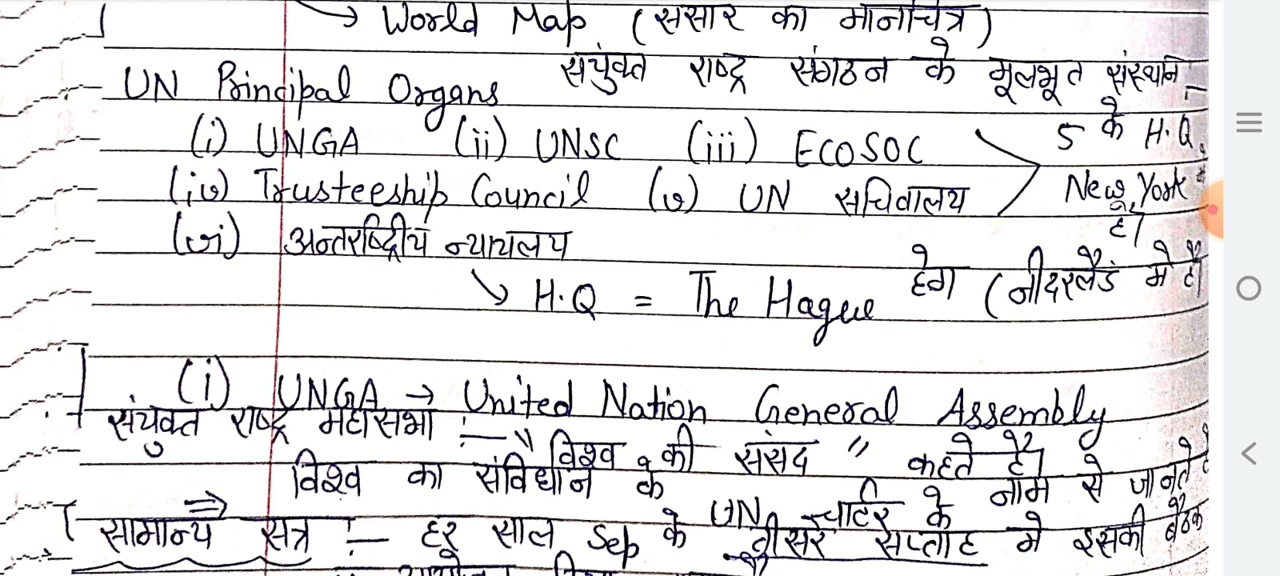 → World Map (संसार का मानचित्र)
UN Principal Organs संयुक्त राष्ट्र संगठन के मूलभूत संस्थान
(i) UNGA (ii) UNSC (iii) ECOSOC 5 के H.Q.
(iv) Trusteeship Council (v) UN सचिवालय New York है।
(vi) अन्तर्राष्ट्रीय न्यायलय
↳ H.Q = The Hague हेग (नीदरलैंड में है)
(i) UNGA → United Nation General Assembly
संयुक्त राष्ट्र महासभा :— "विश्व की संसद" कहते है।
विश्व का संविधान के UN चार्टर के नाम से जानते है
⇒ सामान्य सत्र :— हर साल Sep के तीसरे सप्ताह मे इसकी बैठक